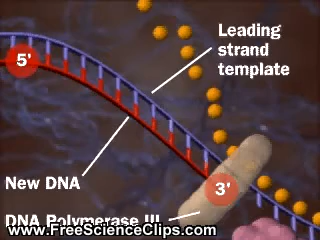 Leading
strand
template
5'
3'
New DNA
DNA Polymerase III
www.FreeScienceClips.com